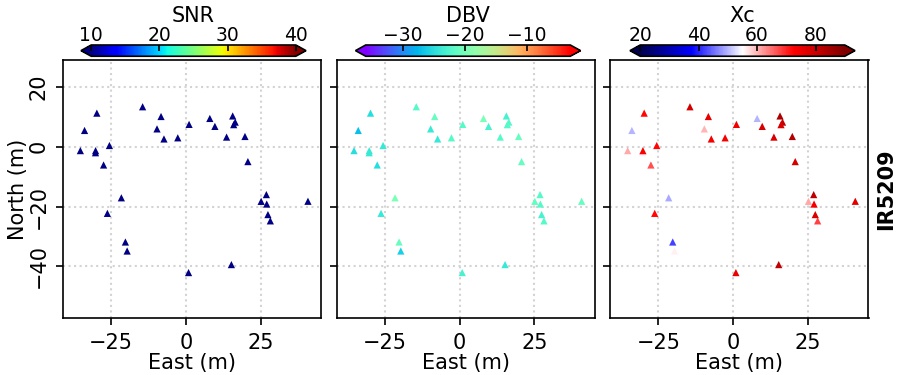 SNR DBV Xc
10 20 30 40 −30 −20 −10 20 40 60 80
20
0
−20
−40
North (m)
IR5209
−25 0 25 −25 0 25 −25 0 25
East (m) East (m) East (m)